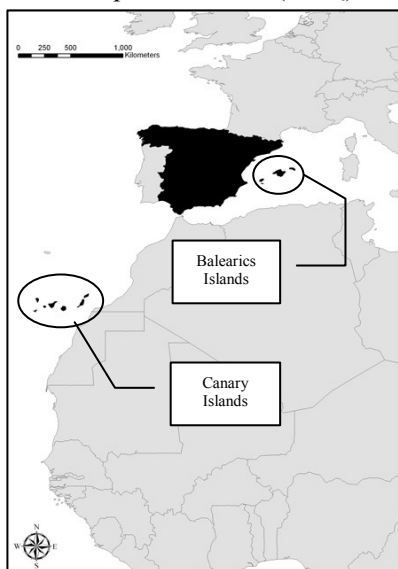 0 250 500 1,000
Kilometers
Balearics
Islands
Canary
Islands
N
W E
S